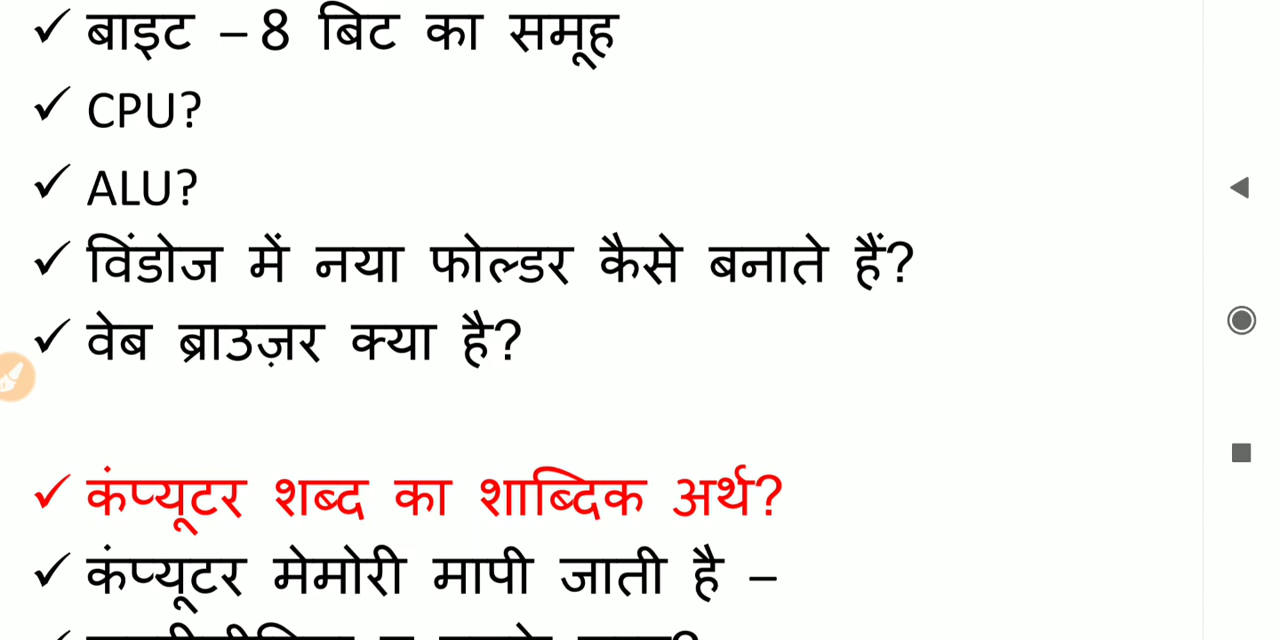 ✓ बाइट – 8 बिट का समूह
✓ CPU?
✓ ALU?
✓ विंडोज में नया फोल्डर कैसे बनाते हैं?
✓ वेब ब्राउज़र क्या है?
✓ कंप्यूटर शब्द का शाब्दिक अर्थ?
✓ कंप्यूटर मेमोरी मापी जाती है –